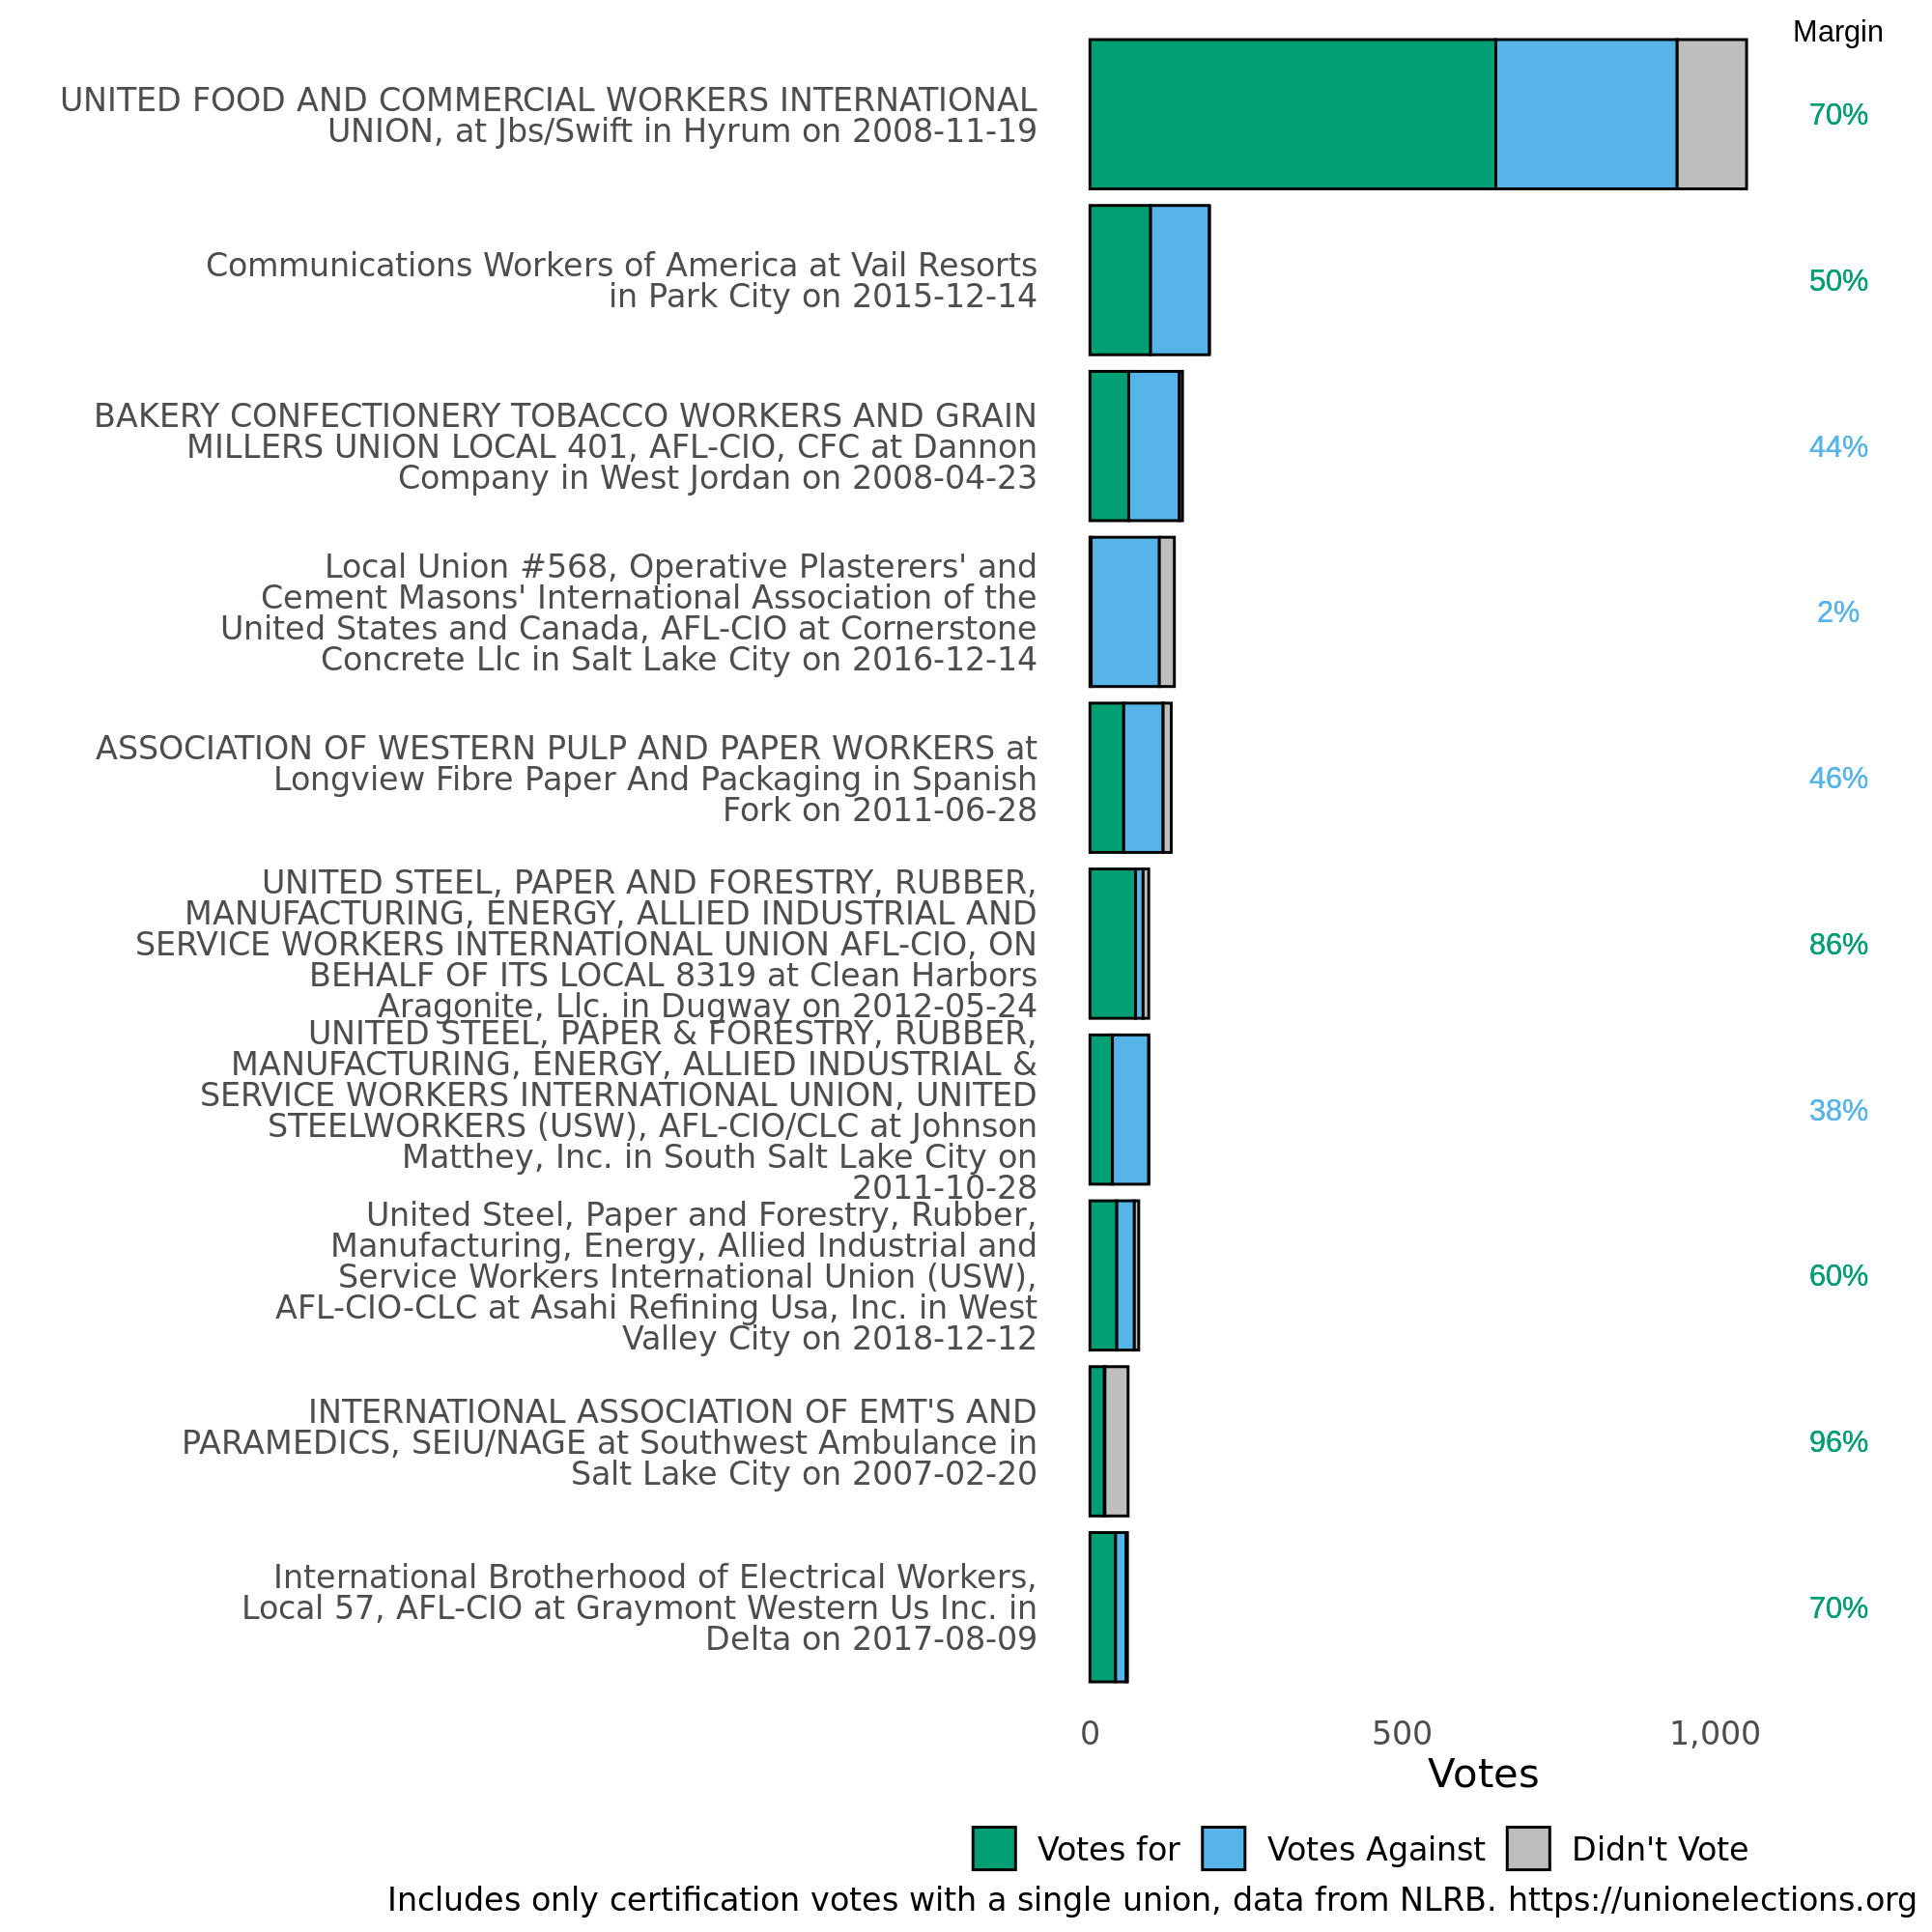 Margin
UNITED FOOD AND COMMERCIAL WORKERS INTERNATIONAL
UNION, at Jbs/Swift in Hyrum on 2008-11-19
70%
Communications Workers of America at Vail Resorts
in Park City on 2015-12-14
50%
BAKERY CONFECTIONERY TOBACCO WORKERS AND GRAIN
MILLERS UNION LOCAL 401, AFL-CIO, CFC at Dannon
Company in West Jordan on 2008-04-23
44%
Local Union #568, Operative Plasterers' and
Cement Masons' International Association of the
United States and Canada, AFL-CIO at Cornerstone
Concrete Llc in Salt Lake City on 2016-12-14
2%
ASSOCIATION OF WESTERN PULP AND PAPER WORKERS at
Longview Fibre Paper And Packaging in Spanish
Fork on 2011-06-28
46%
UNITED STEEL, PAPER AND FORESTRY, RUBBER,
MANUFACTURING, ENERGY, ALLIED INDUSTRIAL AND
SERVICE WORKERS INTERNATIONAL UNION AFL-CIO, ON
BEHALF OF ITS LOCAL 8319 at Clean Harbors
Aragonite, Llc. in Dugway on 2012-05-24
86%
UNITED STEEL, PAPER & FORESTRY, RUBBER,
MANUFACTURING, ENERGY, ALLIED INDUSTRIAL &
SERVICE WORKERS INTERNATIONAL UNION, UNITED
STEELWORKERS (USW), AFL-CIO/CLC at Johnson
Matthey, Inc. in South Salt Lake City on
2011-10-28
38%
United Steel, Paper and Forestry, Rubber,
Manufacturing, Energy, Allied Industrial and
Service Workers International Union (USW),
AFL-CIO-CLC at Asahi Refining Usa, Inc. in West
Valley City on 2018-12-12
60%
INTERNATIONAL ASSOCIATION OF EMT'S AND
PARAMEDICS, SEIU/NAGE at Southwest Ambulance in
Salt Lake City on 2007-02-20
96%
International Brotherhood of Electrical Workers,
Local 57, AFL-CIO at Graymont Western Us Inc. in
Delta on 2017-08-09
70%
0 500 1,000
Votes
Votes for Votes Against Didn't Vote
Includes only certification votes with a single union, data from NLRB. https://unionelections.org